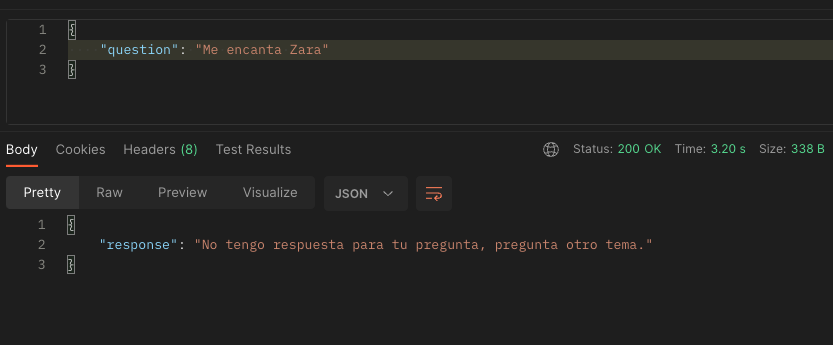 1 {
2 "question": "Me encanta Zara"
3 }
Body Cookies Headers (8) Test Results Status: 200 OK Time: 3.20 s Size: 338 B
Pretty Raw Preview Visualize JSON
1 {
2 "response": "No tengo respuesta para tu pregunta, pregunta otro tema."
3 }